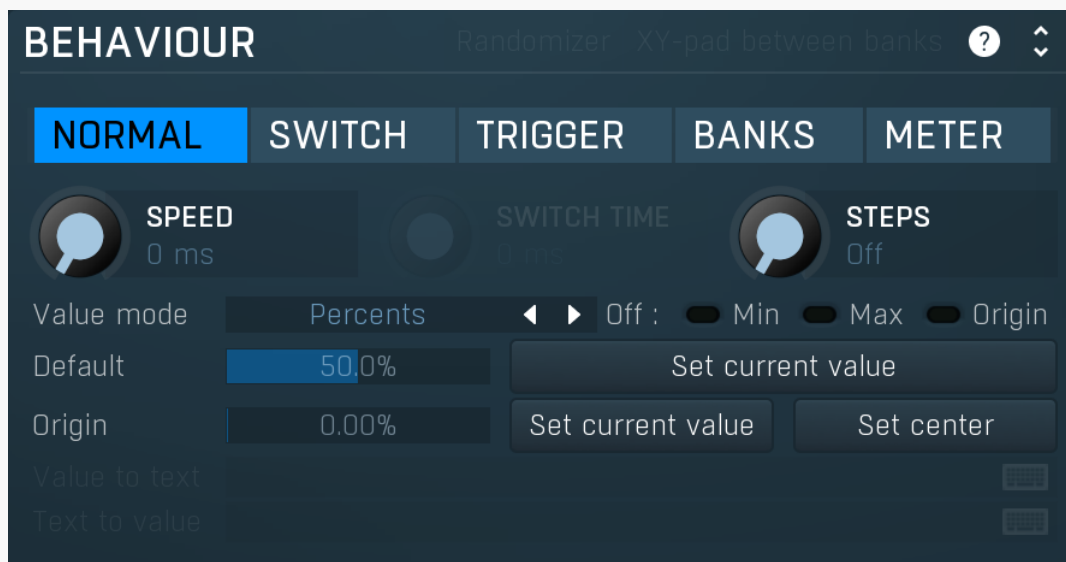 BEHAVIOUR Randomizer XY-pad between banks ?
NORMAL SWITCH TRIGGER BANKS METER
SPEED SWITCH TIME STEPS
0 ms 0 ms Off
Value mode Percents Off : Min Max Origin
Default 50.0% Set current value
Origin 0.00% Set current value Set center
Value to text
Text to value